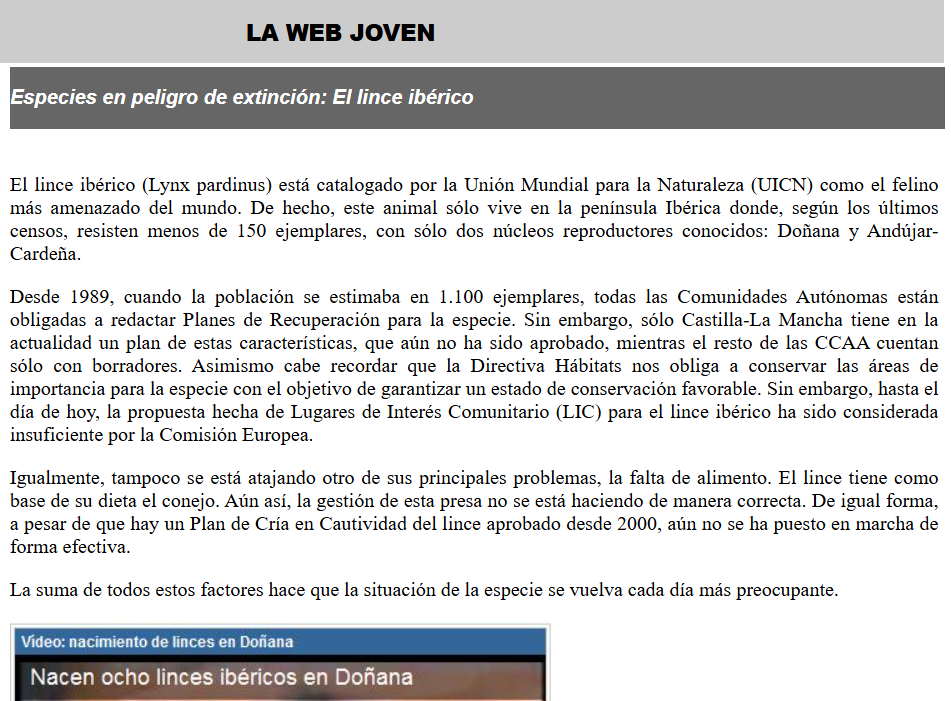 LA WEB JOVEN
Especies en peligro de extinción: El lince ibérico
El lince ibérico (Lynx pardinus) está catalogado por la Unión Mundial para la Naturaleza (UICN) como el felino
más amenazado del mundo. De hecho, este animal sólo vive en la península Ibérica donde, según los últimos
censos, resisten menos de 150 ejemplares, con sólo dos núcleos reproductores conocidos: Doñana y Andújar-
Cardeña.
Desde 1989, cuando la población se estimaba en 1.100 ejemplares, todas las Comunidades Autónomas están
obligadas a redactar Planes de Recuperación para la especie. Sin embargo, sólo Castilla-La Mancha tiene en la
actualidad un plan de estas características, que aún no ha sido aprobado, mientras el resto de las CCAA cuentan
sólo con borradores. Asimismo cabe recordar que la Directiva Hábitats nos obliga a conservar las áreas de
importancia para la especie con el objetivo de garantizar un estado de conservación favorable. Sin embargo, hasta el
día de hoy, la propuesta hecha de Lugares de Interés Comunitario (LIC) para el lince ibérico ha sido considerada
insuficiente por la Comisión Europea.
Igualmente, tampoco se está atajando otro de sus principales problemas, la falta de alimento. El lince tiene como
base de su dieta el conejo. Aún así, la gestión de esta presa no se está haciendo de manera correcta. De igual forma,
a pesar de que hay un Plan de Cría en Cautividad del lince aprobado desde 2000, aún no se ha puesto en marcha de
forma efectiva.
La suma de todos estos factores hace que la situación de la especie se vuelva cada día más preocupante.
Vídeo: nacimiento de linces en Doñana
Nacen ocho linces ibéricos en Doñana